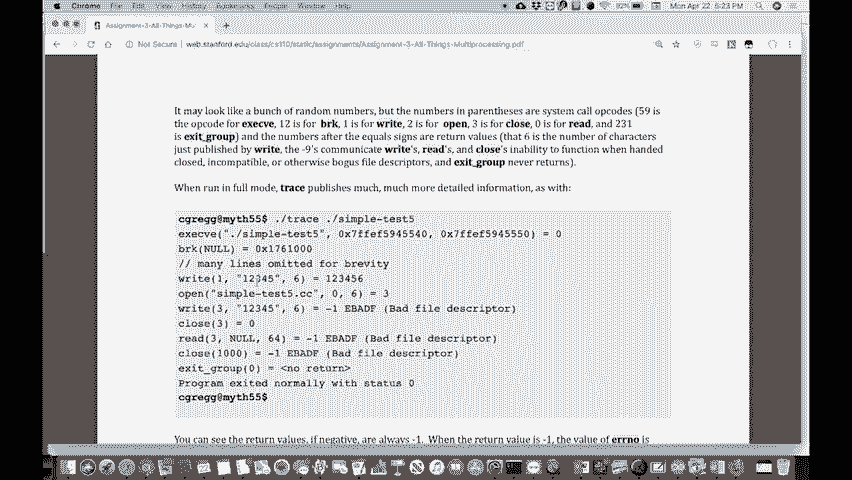 Chrome File Edit View History Bookmarks People Window Help
Mon Apr 22 6:23 PM
Assignment-3-All-Things-Mu
Not Secure | web.stanford.edu/class/cs110/static/assignments/Assignment-3-All-Things-Multiprocessing.pdf
It may look like a bunch of random numbers, but the numbers in parentheses are system call opcodes (59 is
the opcode for execve, 12 is for brk, 1 is for write, 2 is for open, 3 is for close, 0 is for read, and 231
is exit_group) and the numbers after the equals signs are return values (that 6 is the number of characters
just published by write, the -9's communicate write's, read's, and close's inability to function when handed
closed, incompatible, or otherwise bogus file descriptors, and exit_group never returns).
When run in full mode, trace publishes much, much more detailed information, as with:
cgregg@myth55$ ./trace ./simple-test5
execve("./simple-test5", 0x7ffef5945540, 0x7ffef5945550) = 0
brk(NULL) = 0x1761000
// many lines omitted for brevity
write(1, "12345", 6) = 123456
open("simple-test5.cc", 0, 6) = 3
write(3, "12345", 6) = -1 EBADF (Bad file descriptor)
close(3) = 0
read(3, NULL, 64) = -1 EBADF (Bad file descriptor)
close(1000) = -1 EBADF (Bad file descriptor)
exit_group(0) = <no return>
Program exited normally with status 0
cgregg@myth55$
You can see the return values, if negative, are always -1. When the return value is -1, the value of errno is